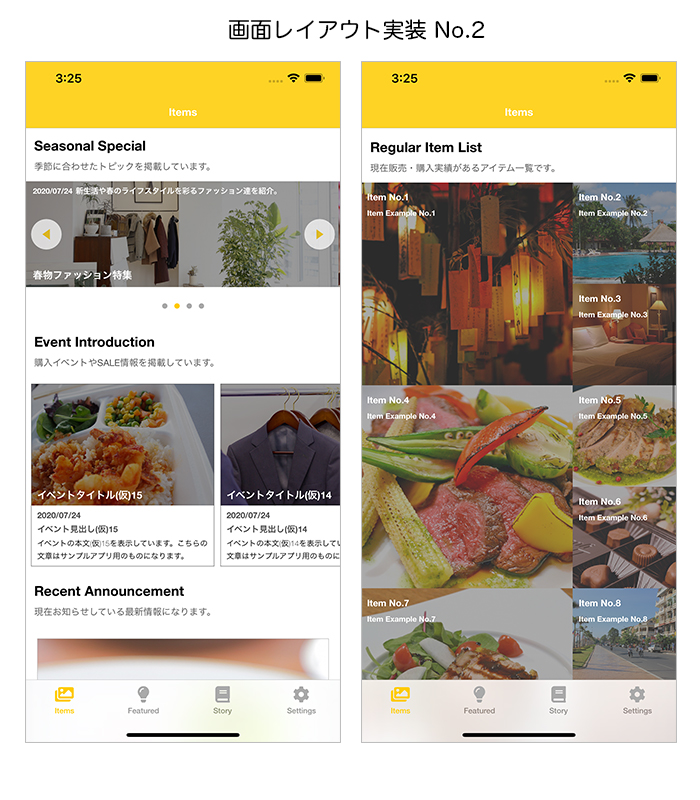 画面レイアウト実装 No.2
3:25
Items
Seasonal Special
季節に合わせたトピックを掲載しています。
2020/07/24 新生活や春のライフスタイルを彩るファッション達を紹介。
春物ファッション特集
Event Introduction
購入イベントやSALE情報を掲載しています。
イベントタイトル(仮)15
2020/07/24
イベント見出し(仮)15
イベントの本文(仮)15を表示しています。こちらの
文章はサンプルアプリ用のものになります。
イベントタイトル(仮)14
2020/07/24
イベント見出し(仮)14
イベントの本文(仮)14を表示してい
文章はサンプルアプリ用のものに
Recent Announcement
現在お知らせしている最新情報になります。
Items
Featured
Story
Settings
3:25
Items
Regular Item List
現在販売・購入実績があるアイテム一覧です。
Item No.1
Item Example No.1
Item No.2
Item Example No.2
Item No.3
Item Example No.3
Item No.4
Item Example No.4
Item No.5
Item Example No.5
Item No.6
Item Example No.6
Item No.7
Item Example No.7
Item No.8
Item Example No.8
Items
Featured
Story
Settings